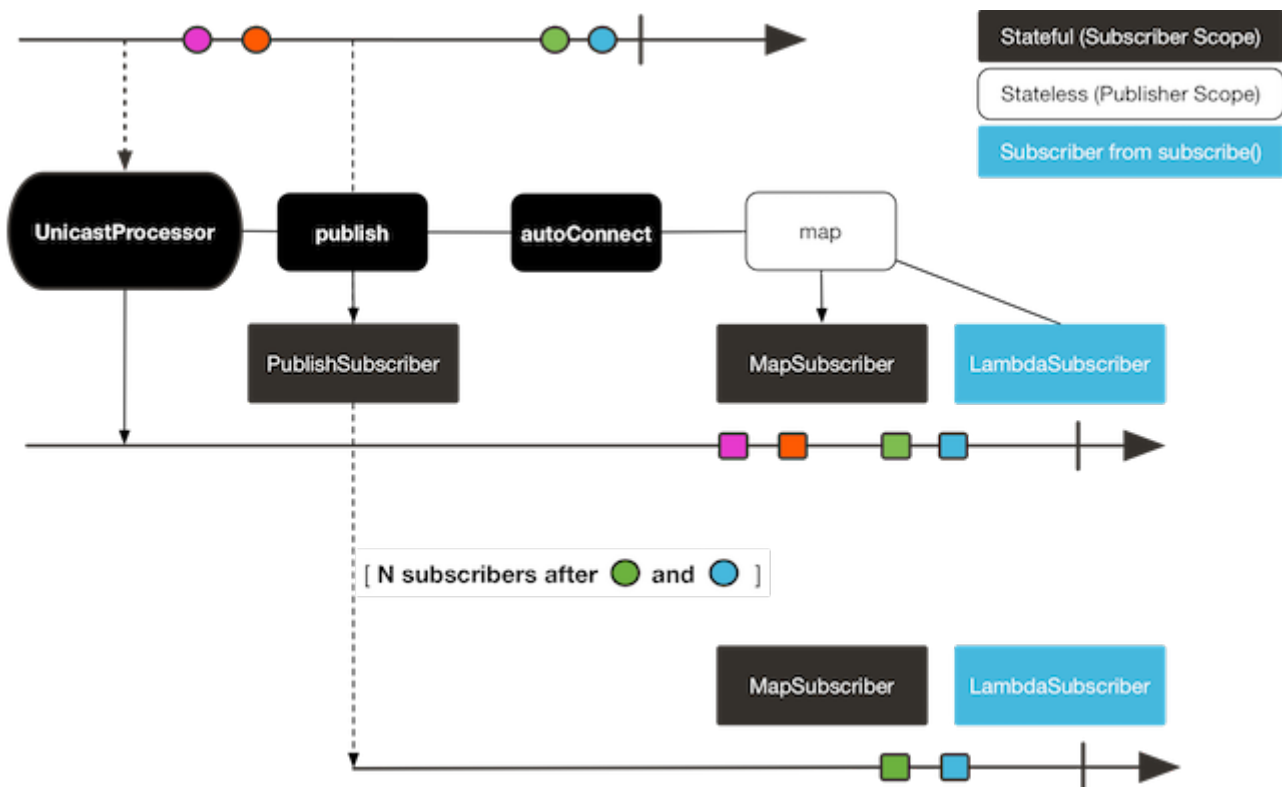 Stateful (Subscriber Scope)
Stateless (Publisher Scope)
Subscriber from subscribe()
UnicastProcessor
publish
autoConnect
map
PublishSubscriber
MapSubscriber
LambdaSubscriber
[ N subscribers after and ]
MapSubscriber
LambdaSubscriber